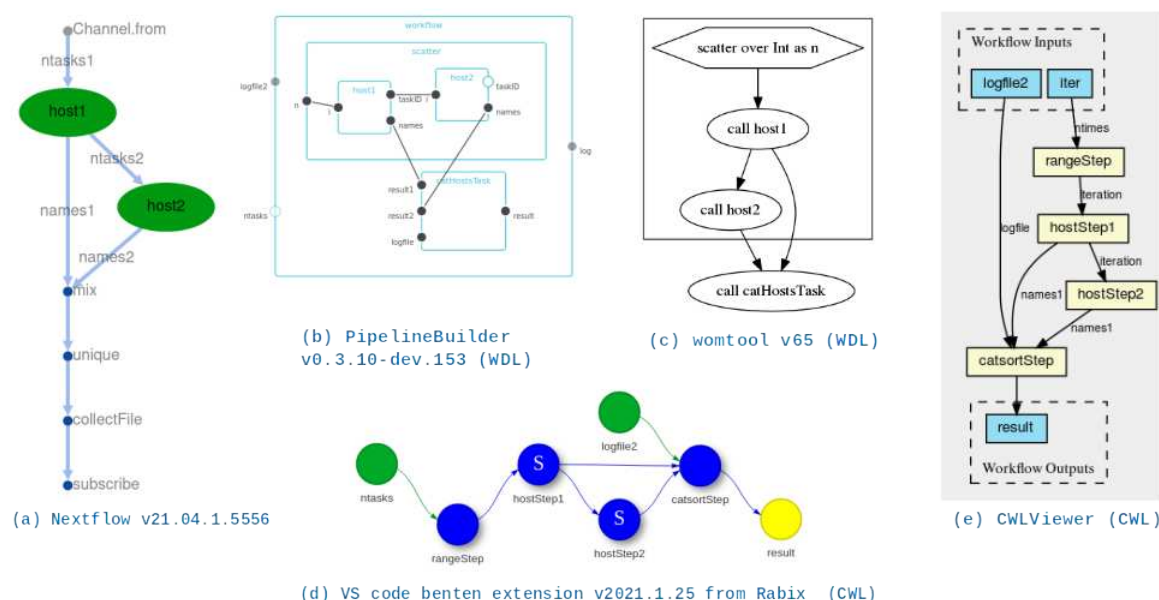 Channel.from
ntasks1
host1
ntasks2
names1
host2
names2
mix
unique
collectFile
subscribe
(a) Nextflow v21.04.1.5556
workflow
scatter
logfile2
host1
host2
taskID
n
i
taskID
i
names
names
log
catHostsTask
result1
ntasks
result2
result
logfile
(b) PipelineBuilder
v0.3.10-dev.153 (WDL)
scatter over Int as n
call host1
call host2
call catHostsTask
(c) womtool v65 (WDL)
logfile2
S
ntasks
hostStep1
catsortStep
S
rangeStep
hostStep2
result
(d) VS code benten extension v2021.1.25 from Rabix (CWL)
Workflow Inputs
logfile2
iter
ntimes
rangeStep
iteration
logfile
hostStep1
iteration
names1
hostStep2
names1
catsortStep
result
Workflow Outputs
(e) CWLViewer (CWL)